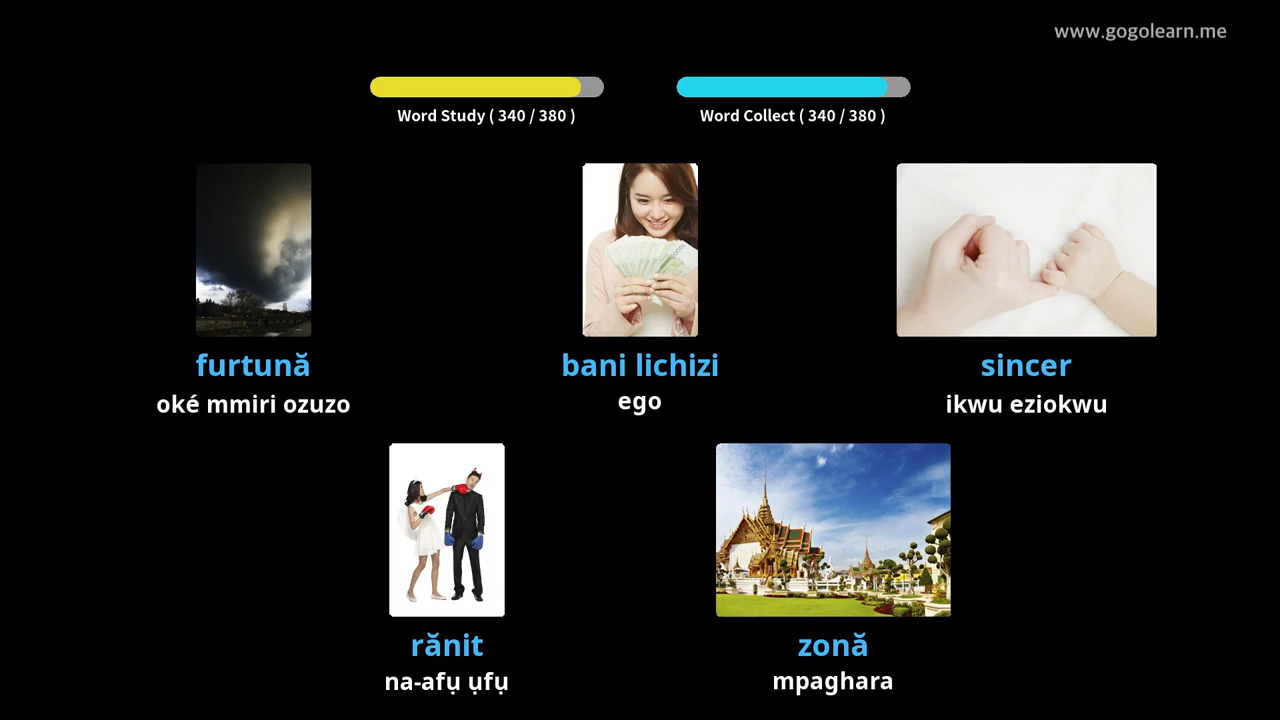 www.gogolearn.me
Word Study ( 340 / 380 )
Word Collect ( 340 / 380 )
furtună
oké mmiri ozuzo
bani lichizi
ego
sincer
ikwu eziokwu
rănit
na-afụ ụfụ
zonă
mpaghara